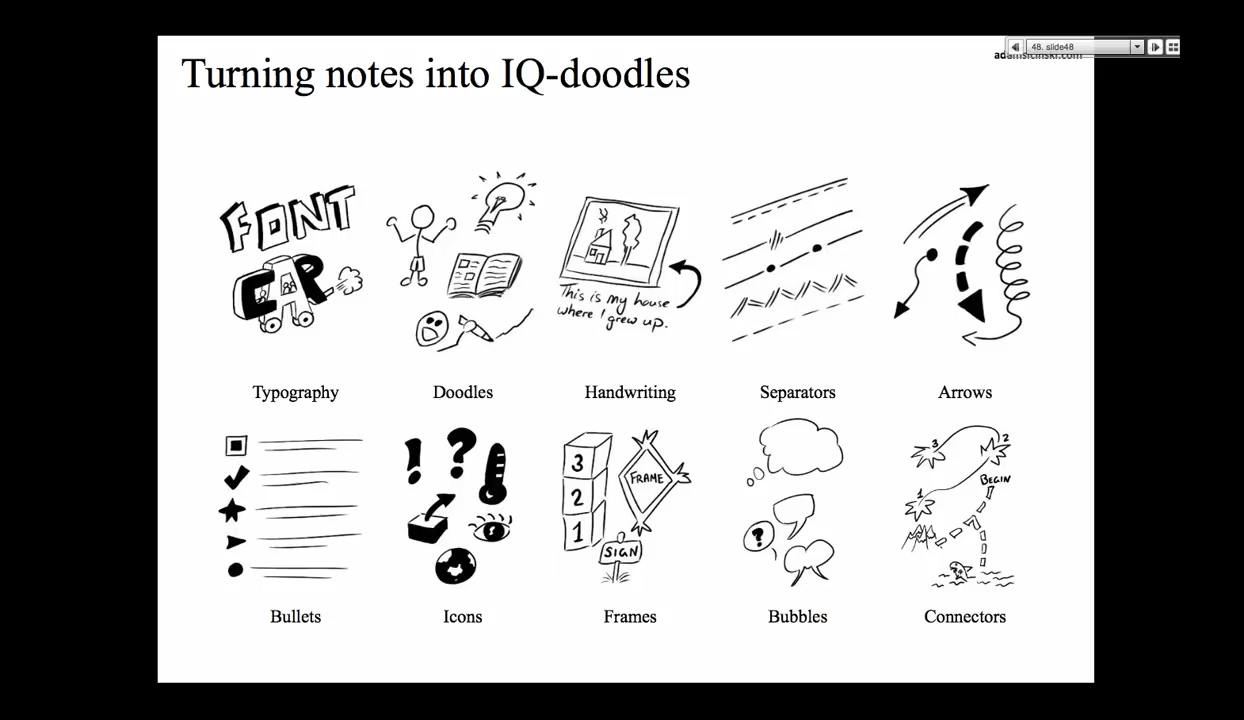 48. slide48
Turning notes into IQ-doodles
FONT
CAR
This is my house
where I grew up.
Typography
Doodles
Handwriting
Separators
Arrows
! ?
3
2
1
FRAME
SIGN
?
3
2
BEGIN
1
Bullets
Icons
Frames
Bubbles
Connectors